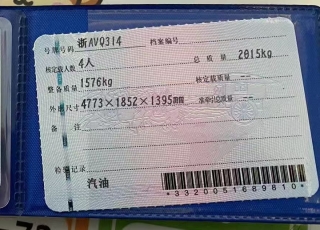 号牌号码 浙AVQ314 档案编号
核定载人数 4人 总质量 2015kg
整备质量 1576kg 核定载质量 --
外廓尺寸 4773×1852×1395mm 准牵引总质量 --
备注
检验记录
汽油
*3320051689810*